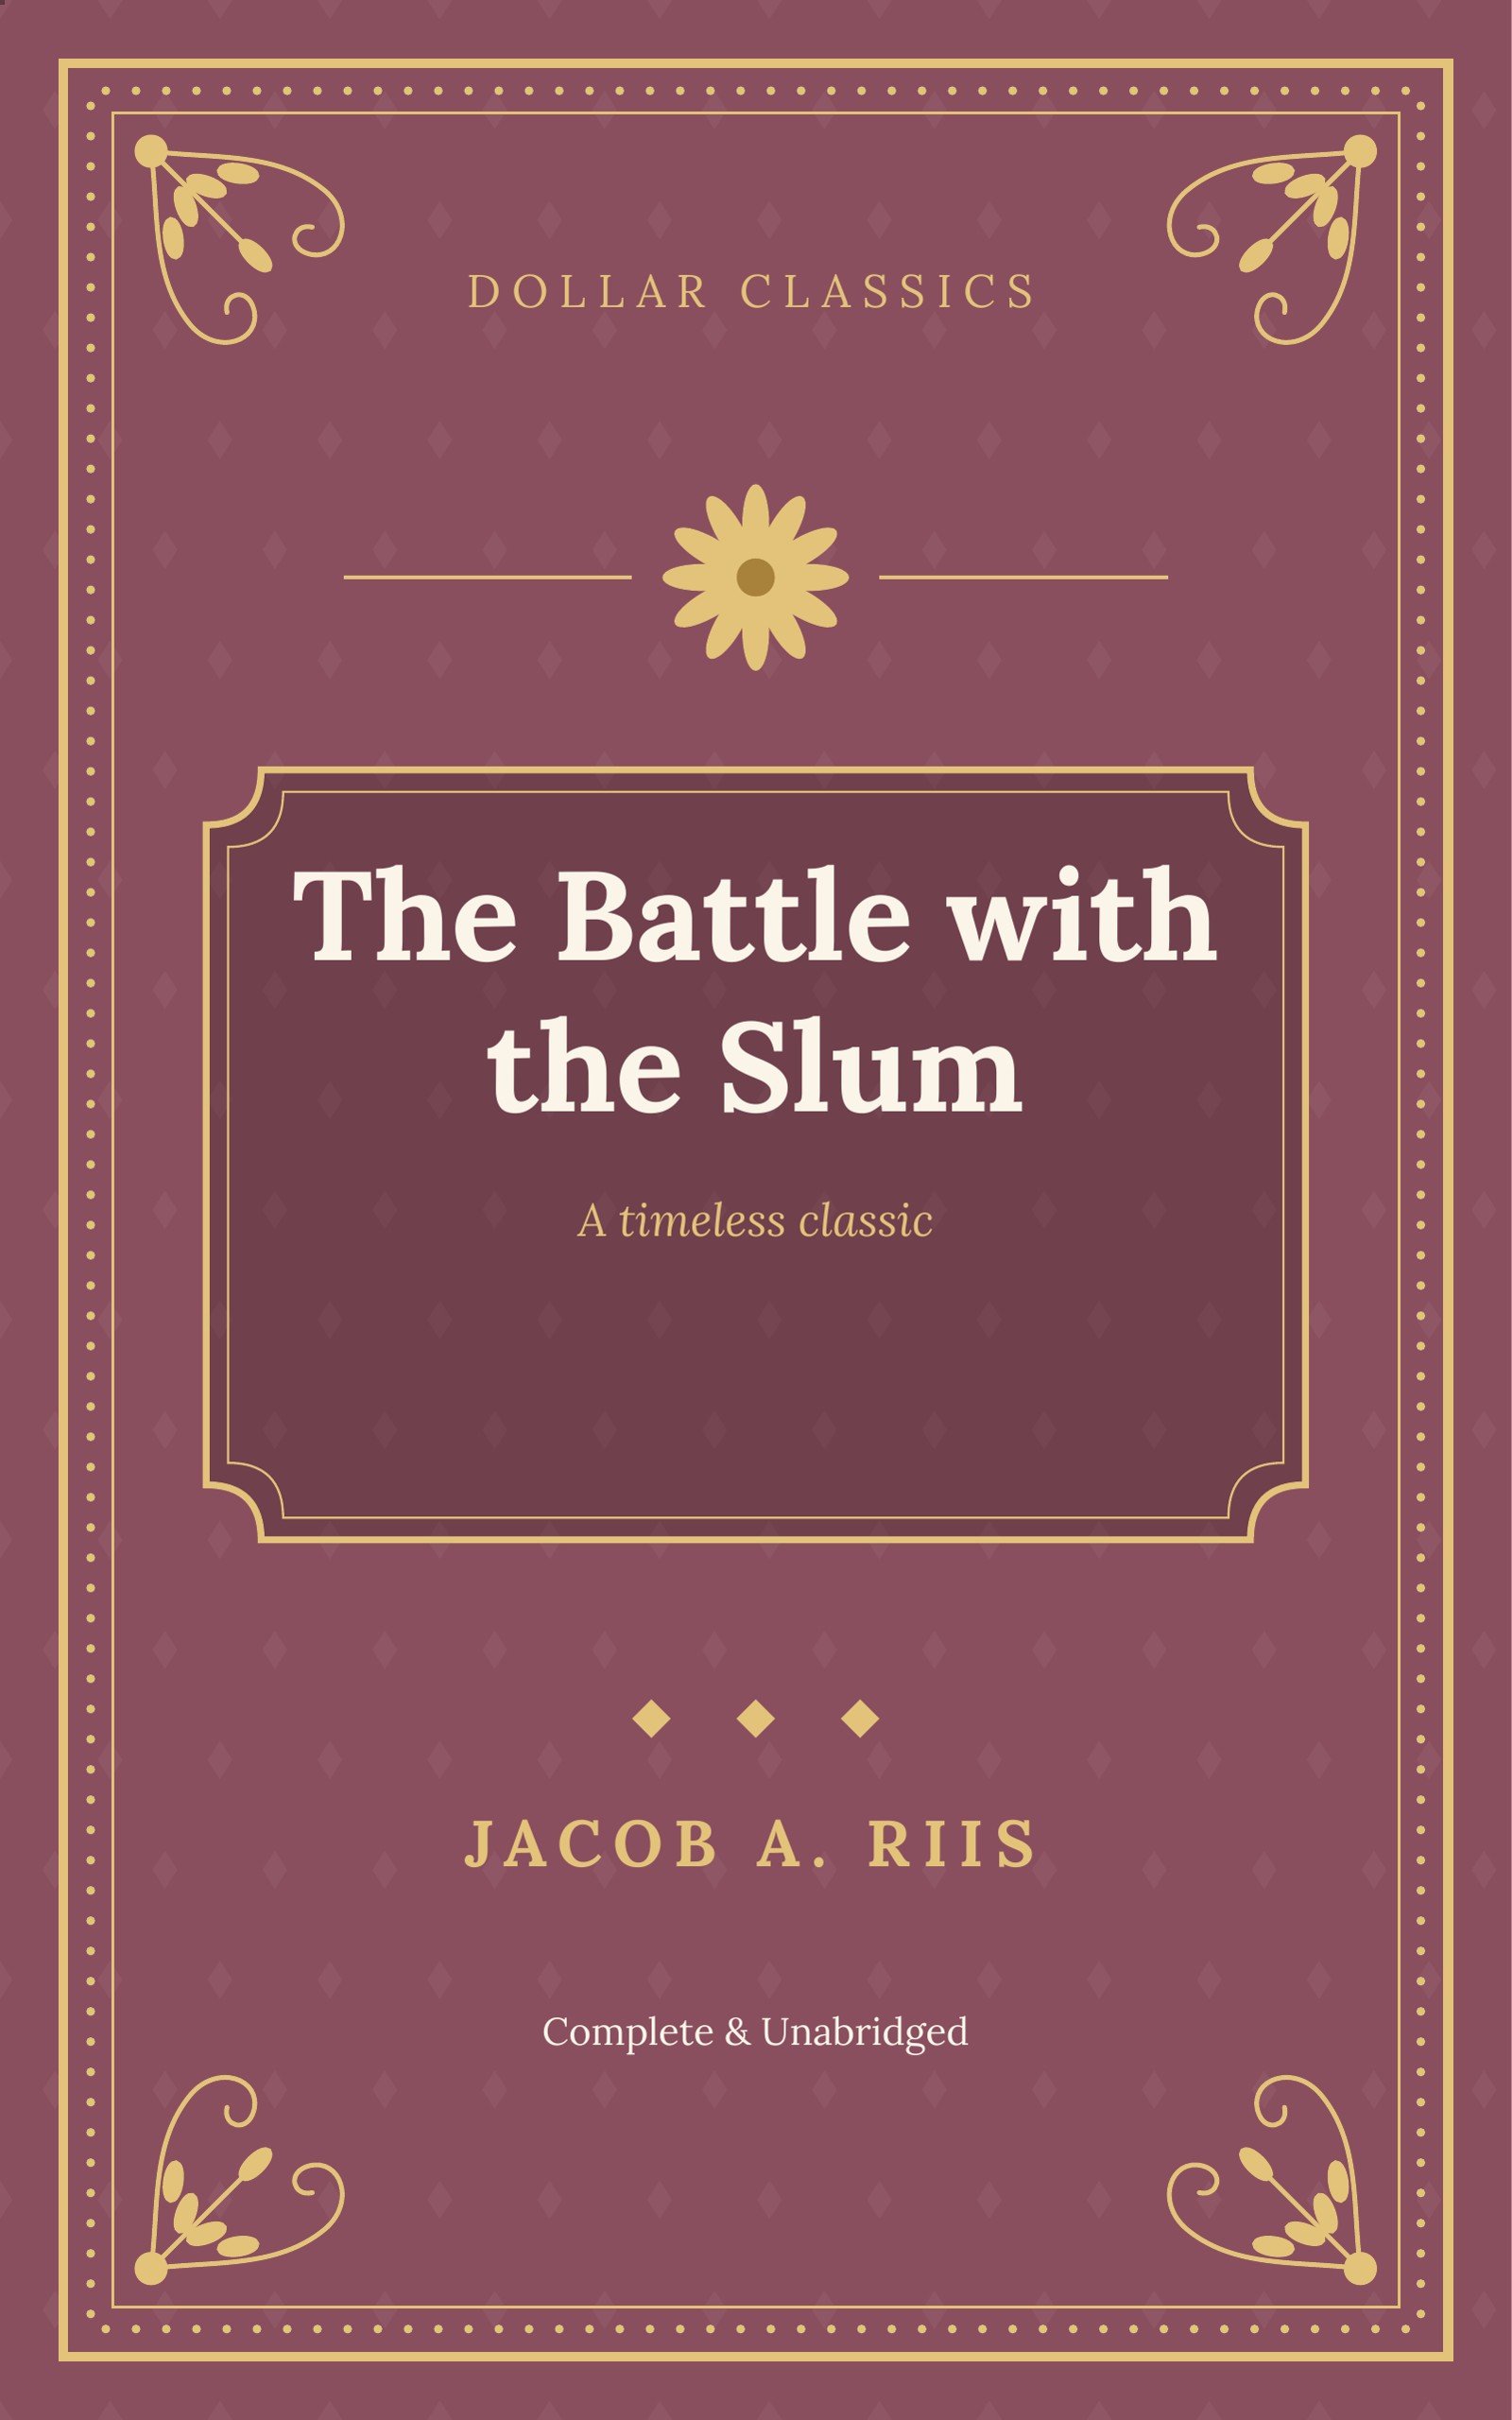 DOLLAR CLASSICS
The Battle with
the Slum
A timeless classic
JACOB A. RIIS
Complete & Unabridged